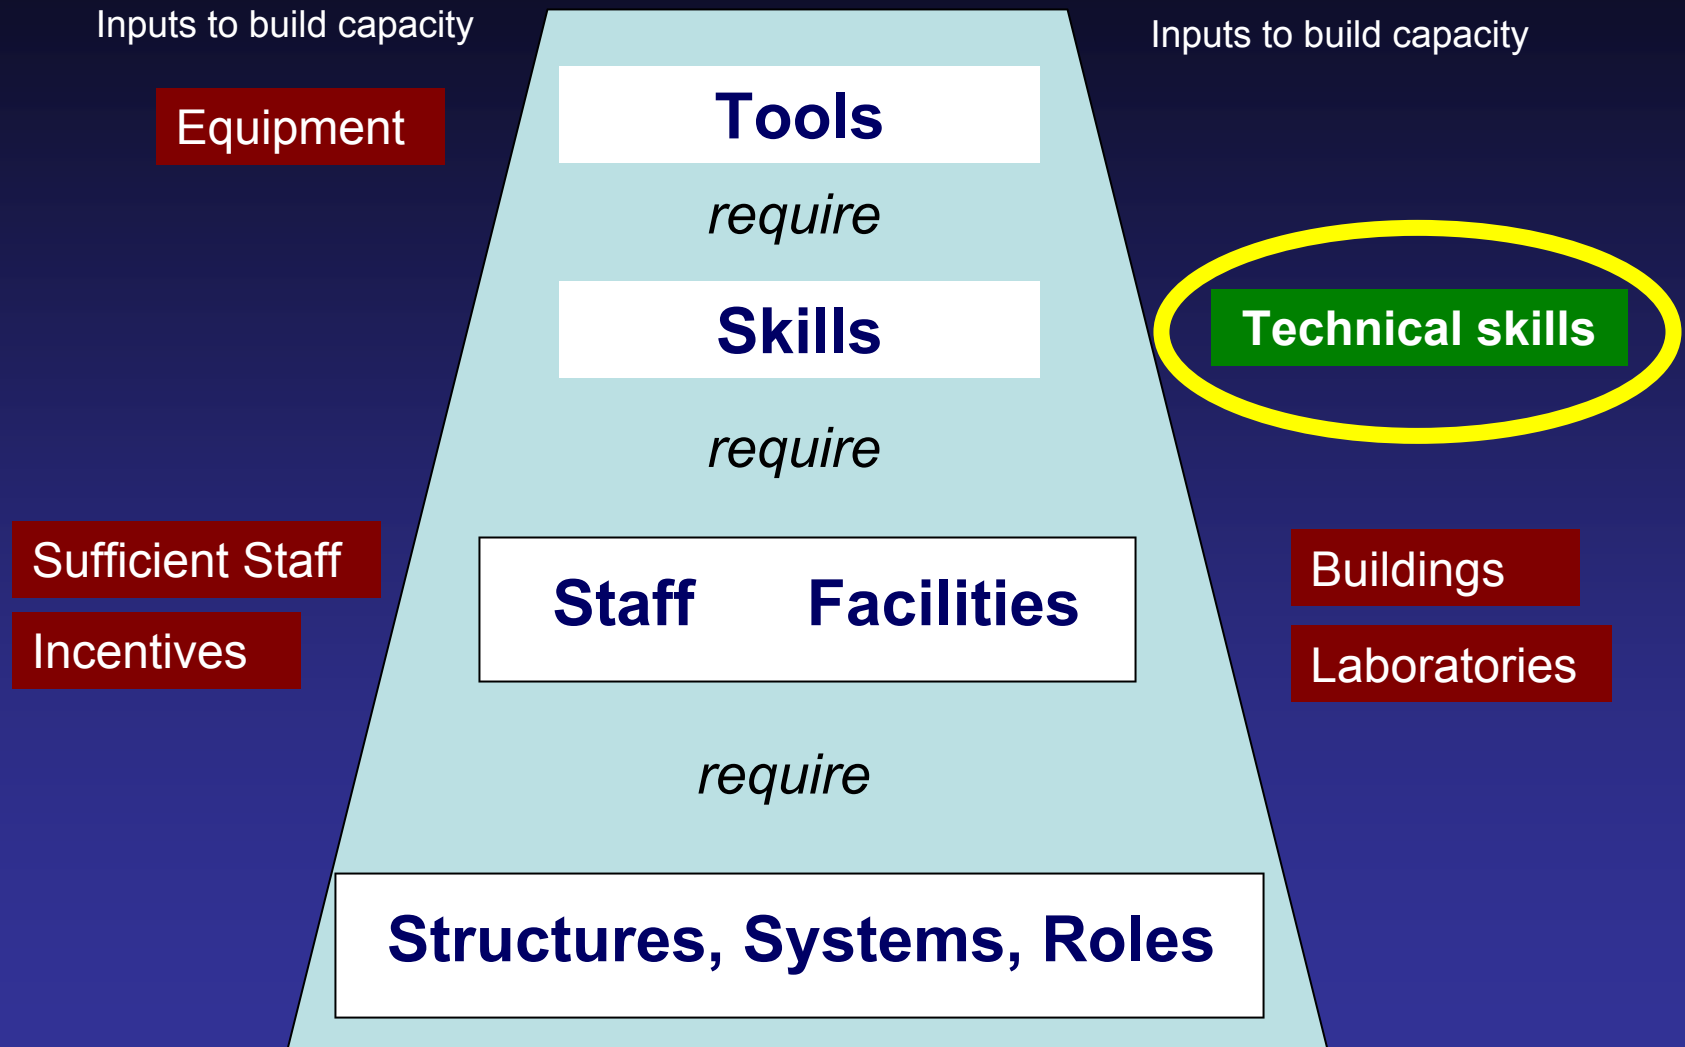 Inputs to build capacity
Inputs to build capacity
Equipment
Tools
require
Skills
Technical skills
require
Sufficient Staff
Incentives
Staff Facilities
Buildings
Laboratories
require
Structures, Systems, Roles